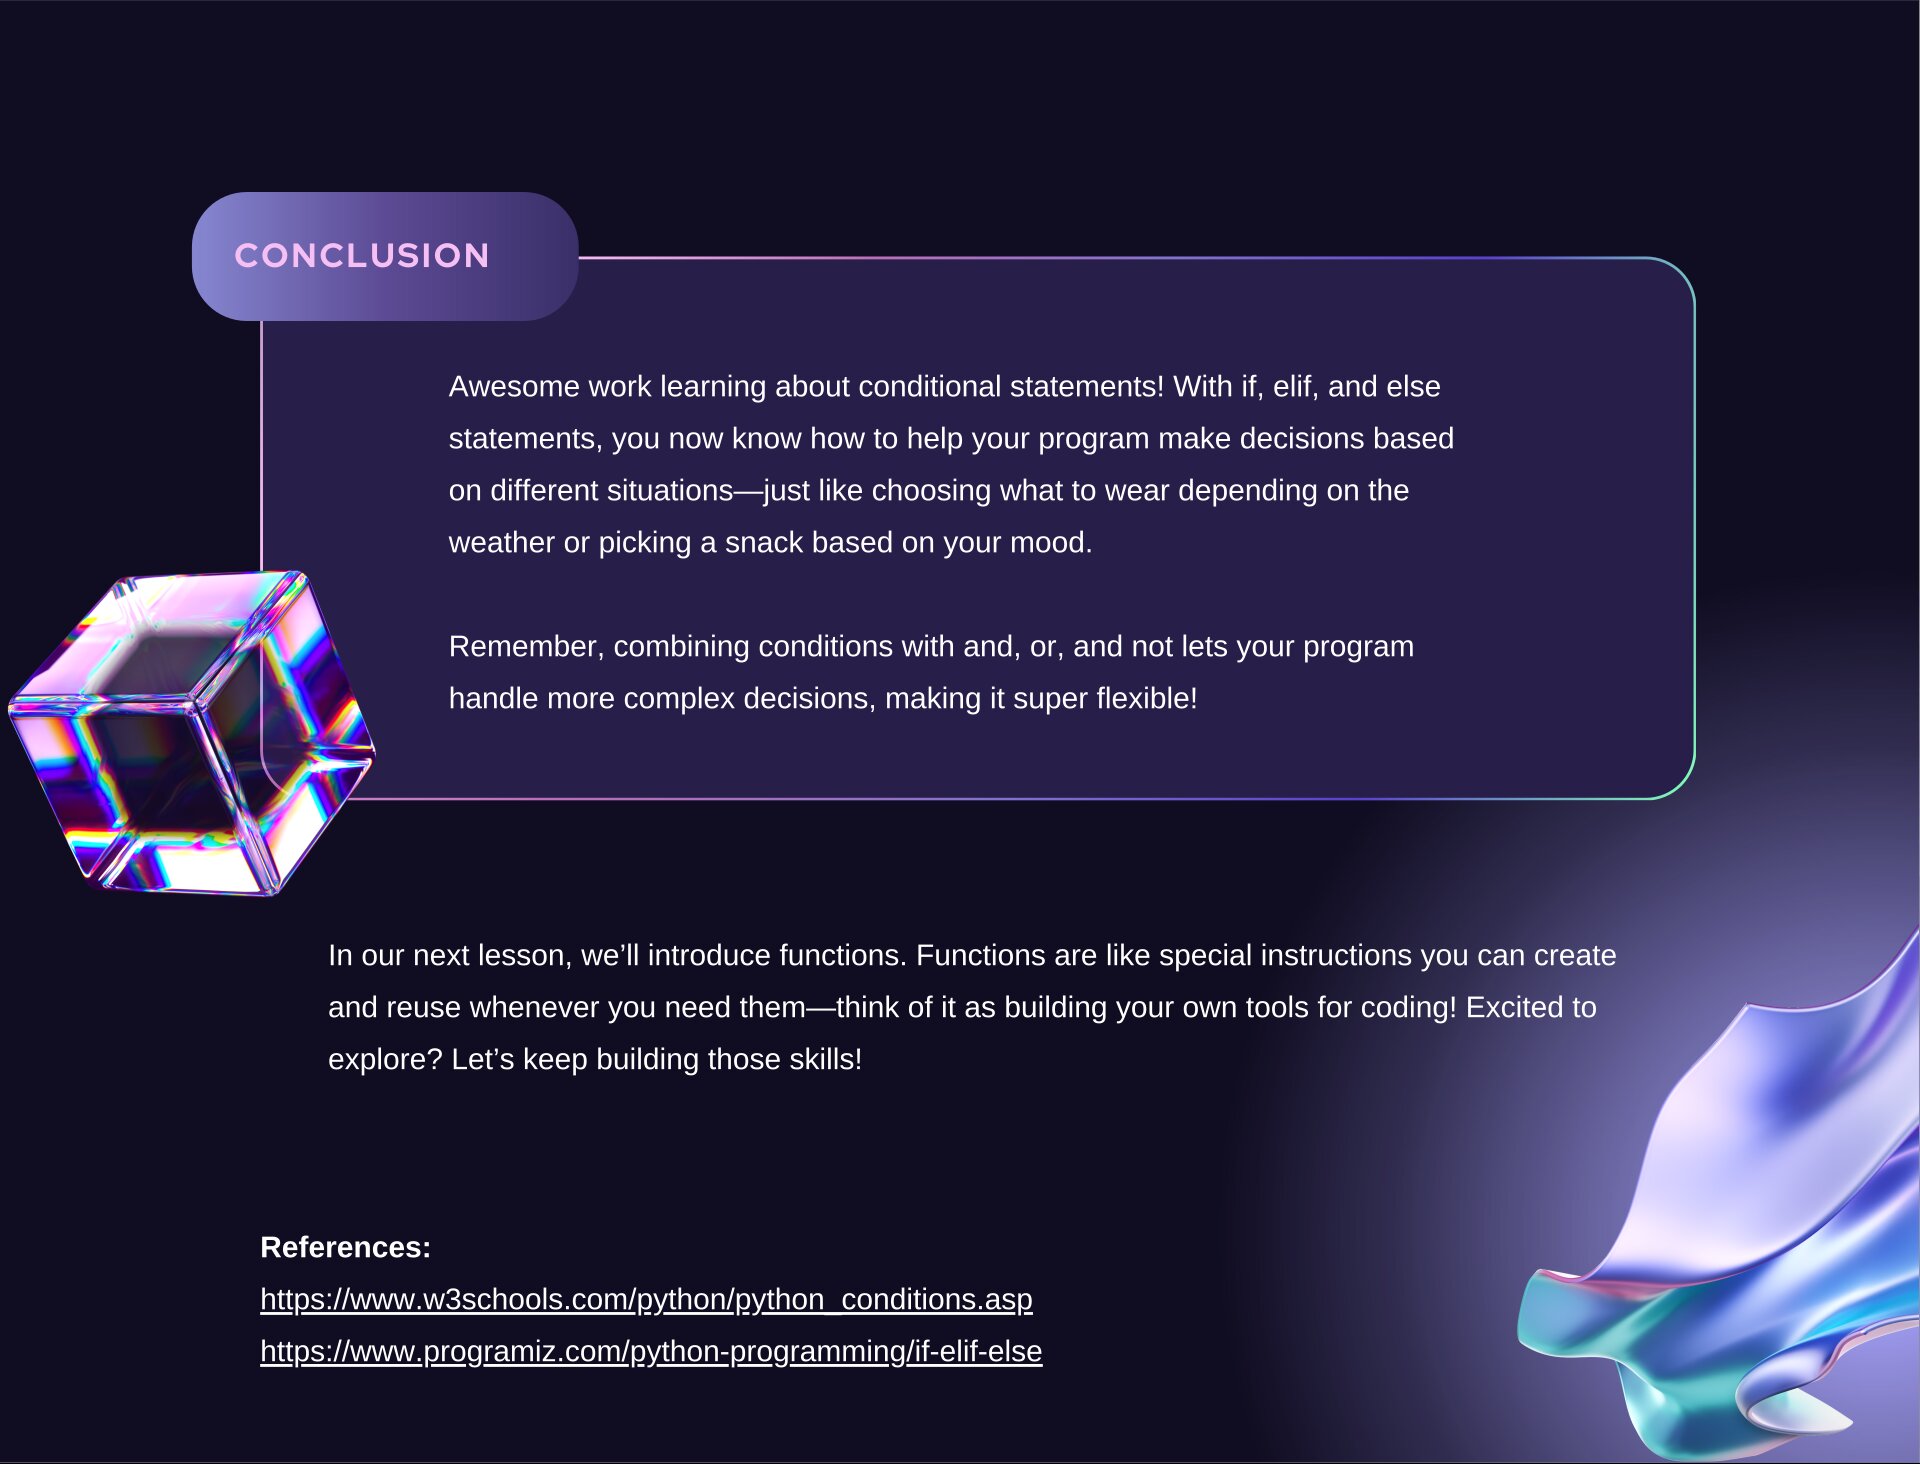 CONCLUSION
Awesome work learning about conditional statements! With if, elif, and else
statements, you now know how to help your program make decisions based
on different situations—just like choosing what to wear depending on the
weather or picking a snack based on your mood.
Remember, combining conditions with and, or, and not lets your program
handle more complex decisions, making it super flexible!
In our next lesson, we’ll introduce functions. Functions are like special instructions you can create
and reuse whenever you need them—think of it as building your own tools for coding! Excited to
explore? Let’s keep building those skills!
References:
https://www.w3schools.com/python/python_conditions.asp
https://www.programiz.com/python-programming/if-elif-else